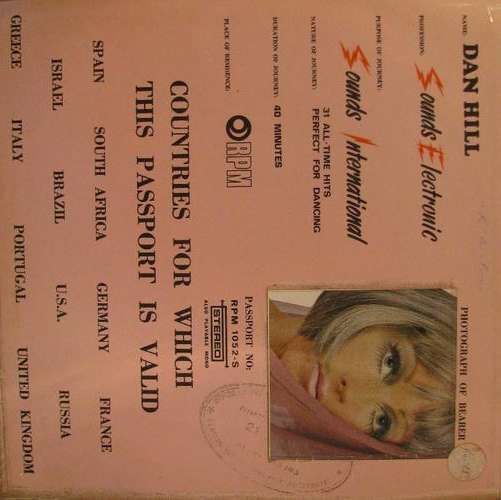 NAME: DAN HILL
PROFESSION: Sounds Electronic
PURPOSE OF JOURNEY: Sounds International
NATURE OF JOURNEY: 31 ALL-TIME HITS
PERFECT FOR DANCING
DURATION OF JOURNEY: 40 MINUTES
PLACE OF RESIDENCE: RPM
PHOTOGRAPH OF BEARER
PASSPORT NO:
RPM 1052-S
STEREO
ALSO PLAYABLE MONO
COUNTRIES FOR WHICH
THIS PASSPORT IS VALID
SPAIN SOUTH AFRICA GERMANY FRANCE
ISRAEL BRAZIL U.S.A. RUSSIA
GREECE ITALY PORTUGAL UNITED KINGDOM